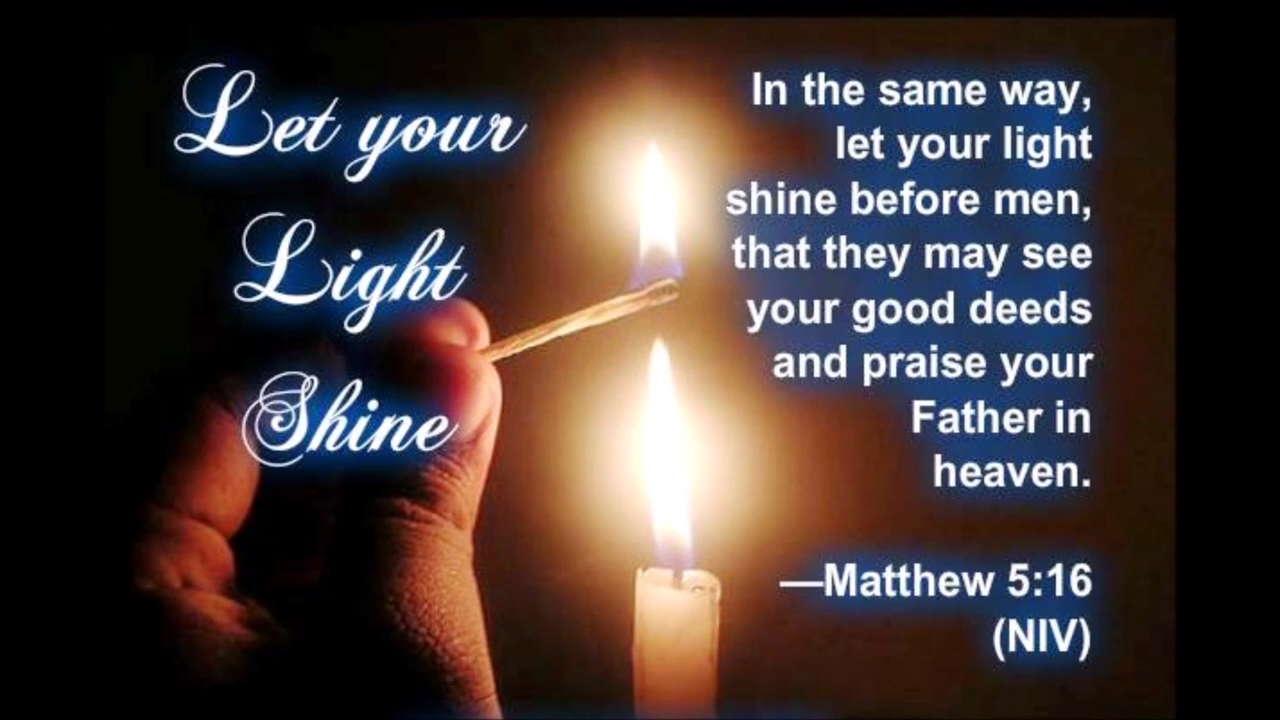 Let your
Light
Shine
In the same way,
let your light
shine before men,
that they may see
your good deeds
and praise your
Father in
heaven.
—Matthew 5:16
(NIV)